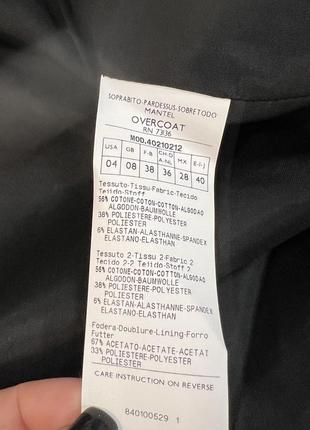 SOPRABITO-PARDESSUS-SOBRETODO
MANTEL
OVERCOAT
RN 73136
MOD.40210212
USA GB F-B CH-D A-NL MX E-I-J
04 08 38 36 28 40
Tessuto-Tissu-Fabric-Tecido
Tejido-Stoff
56% COTONE-COTON-COTTON-ALGODAO
ALGODON-BAUMWOLLE
38% POLIESTERE-POLYESTER
POLIESTER
6% ELASTAN-ELASTHANNE-SPANDEX
ELASTANO-ELASTHAN
Tessuto 2-Tissu 2-Fabric 2
Tecido 2-2 Tejido-Stoff 2
56% COTONE-COTON-COTTON-ALGODAO
ALGODON-BAUMWOLLE
38% POLIESTERE-POLYESTER
POLIESTER
6% ELASTAN-ELASTHANNE-SPANDEX
ELASTANO-ELASTHAN
Fodera-Doublure-Lining-Forro
Futter
67% ACETATO-ACETATE-ACETAT
33% POLIESTERE-POLYESTER
POLIESTER
CARE INSTRUCTION ON REVERSE
840100529 1